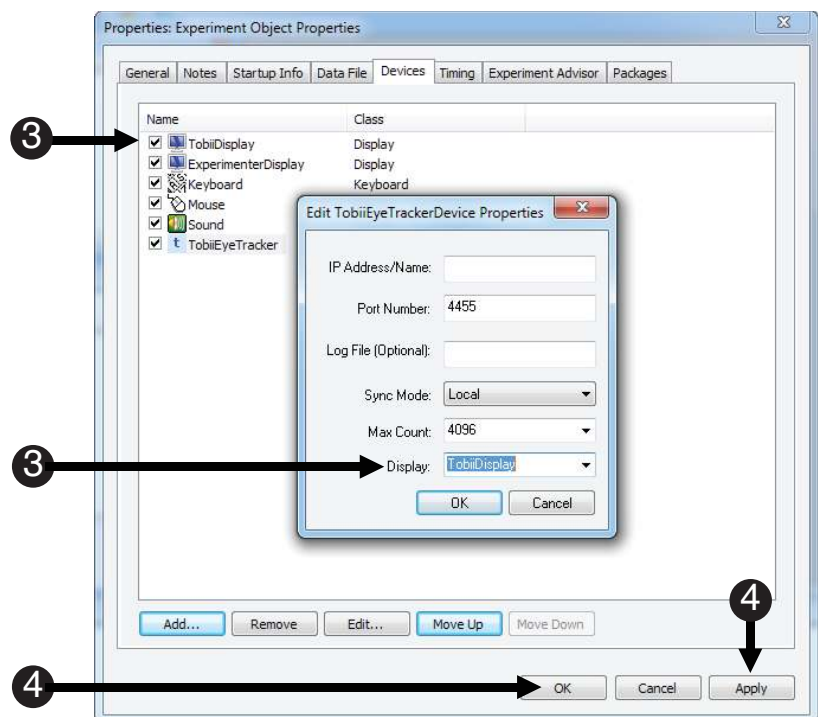 Properties: Experiment Object Properties
General Notes Startup Info Data File Devices Timing Experiment Advisor Packages
Name Class
3
TobiiDisplay Display
ExperimenterDisplay Display
Keyboard Keyboard
Mouse
Sound
t TobiiEyeTracker
Edit TobiiEyeTrackerDevice Properties
IP Address/Name:
Port Number: 4455
Log File (Optional):
Sync Mode: Local
Max Count: 4096
3 Display: TobiiDisplay
OK Cancel
4
Add... Remove Edit... Move Up Move Down
4 OK Cancel Apply